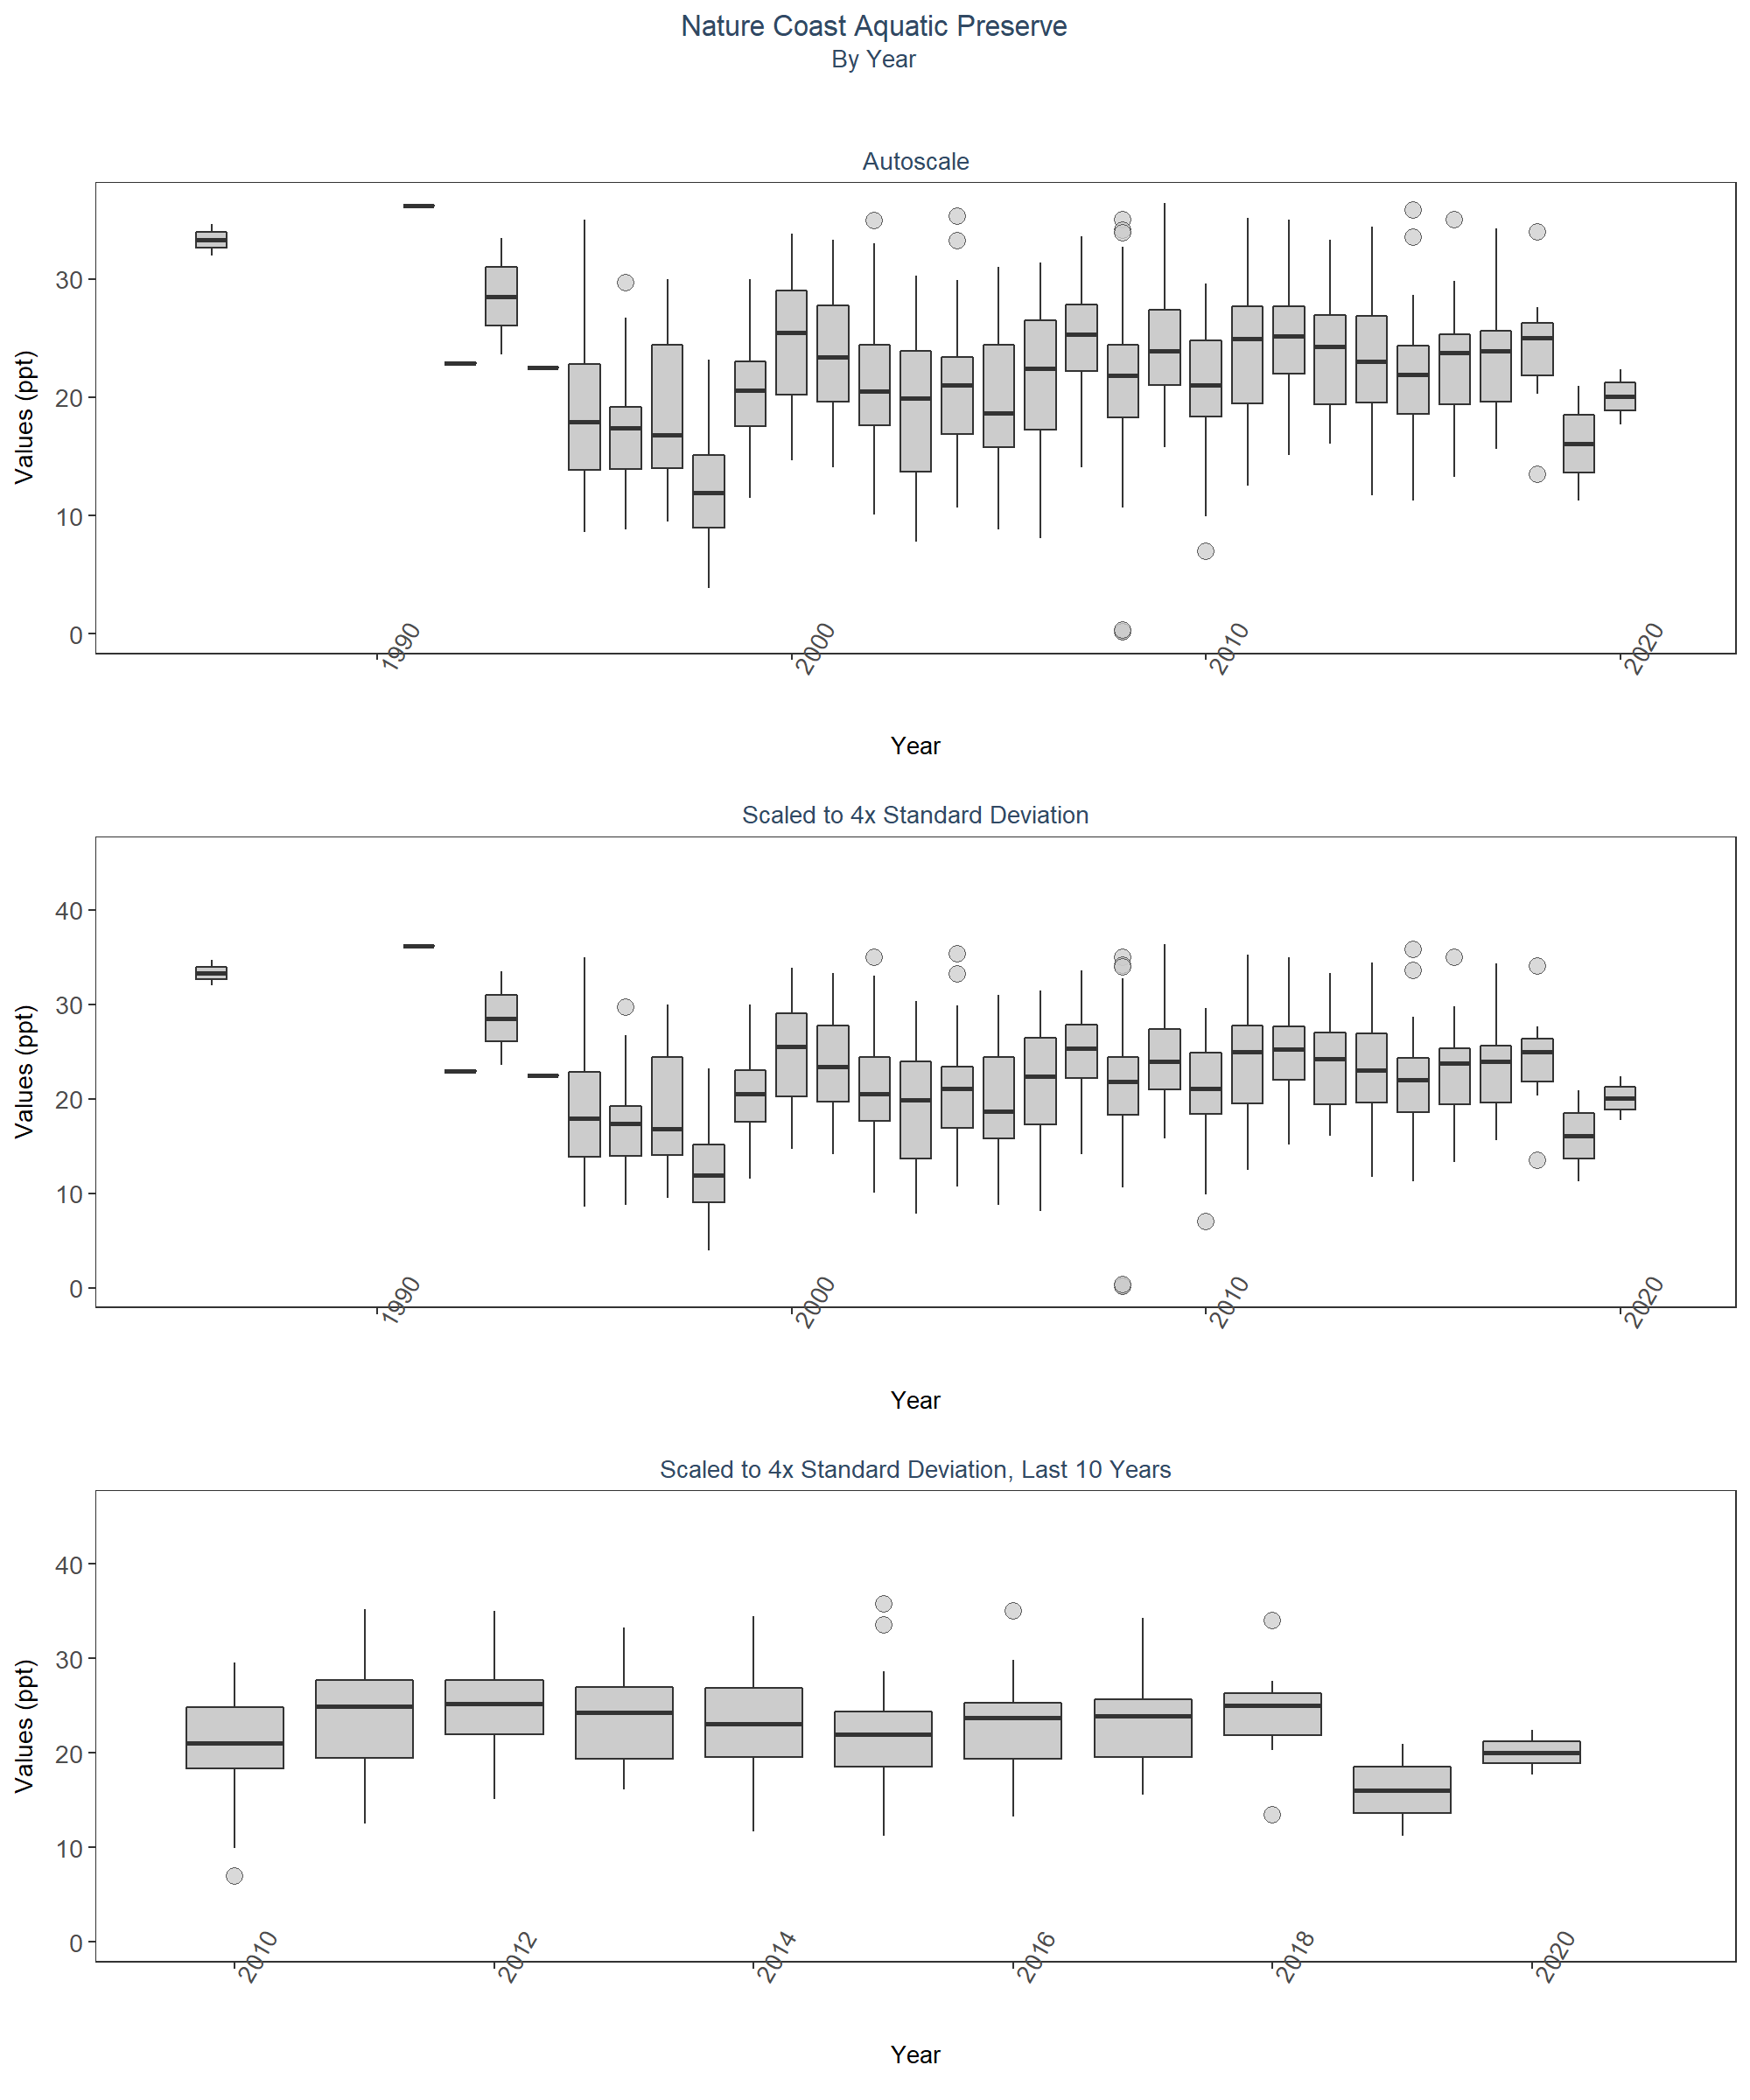 Nature Coast Aquatic Preserve
By Year
Autoscale
Values (ppt)
30
20
10
0
1990
2000
2010
2020
Year
Scaled to 4x Standard Deviation
Values (ppt)
40
30
20
10
0
1990
2000
2010
2020
Year
Scaled to 4x Standard Deviation, Last 10 Years
Values (ppt)
40
30
20
10
0
2010
2012
2014
2016
2018
2020
Year